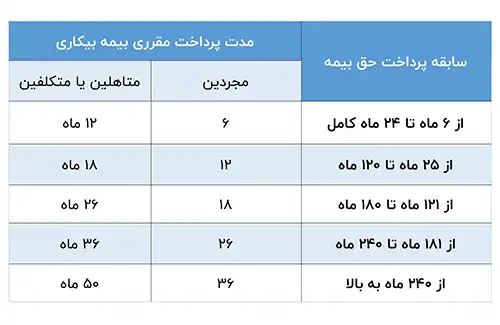 سابقه پرداخت حق بیمه
مدت پرداخت مقرری بیمه بیکاری
مجردین
متاهلین یا متکلفین
از ۶ ماه تا ۲۴ ماه کامل
۶
۱۲ ماه
از ۲۵ ماه تا ۱۲۰ ماه
۱۲
۱۸ ماه
از ۱۲۱ ماه تا ۱۸۰ ماه
۱۸
۲۶ ماه
از ۱۸۱ ماه تا ۲۴۰ ماه
۲۶
۳۶ ماه
از ۲۴۰ ماه به بالا
۳۶
۵۰ ماه